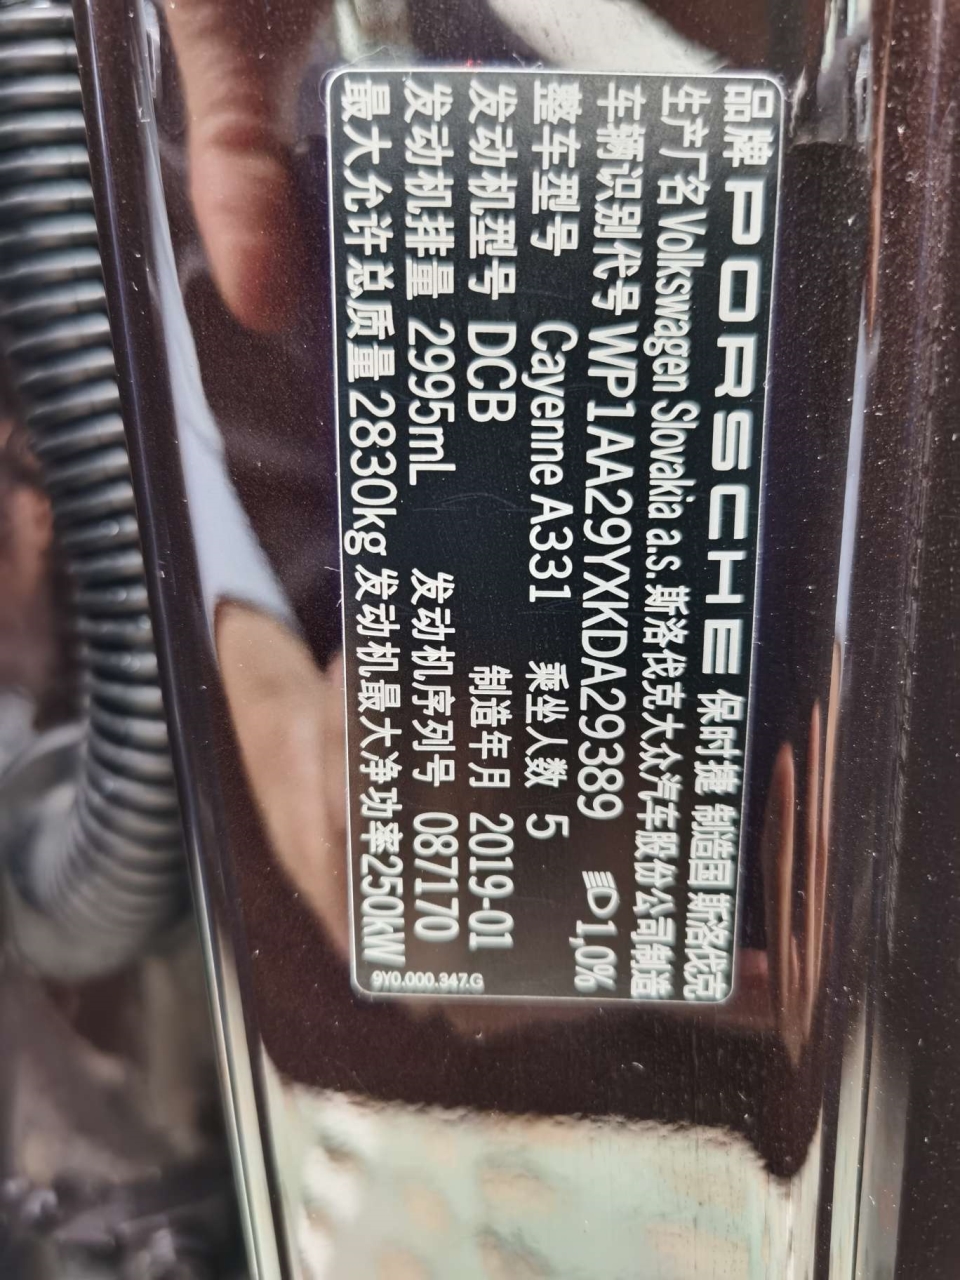 品牌 PORSCHE 保时捷 制造国 斯洛伐克
生产厂名 Volkswagen Slovakia a.s. 斯洛伐克大众汽车股份公司制造
车辆识别代号 WP1AA29YXKDA29389 1,0%
整车型号 Cayenne A331 乘坐人数 5
发动机型号 DCB 制造年月 2019-01
发动机排量 2995mL 发动机序列号 087170
最大允许总质量 2830kg 发动机最大净功率250kW
9Y0.000.347.G